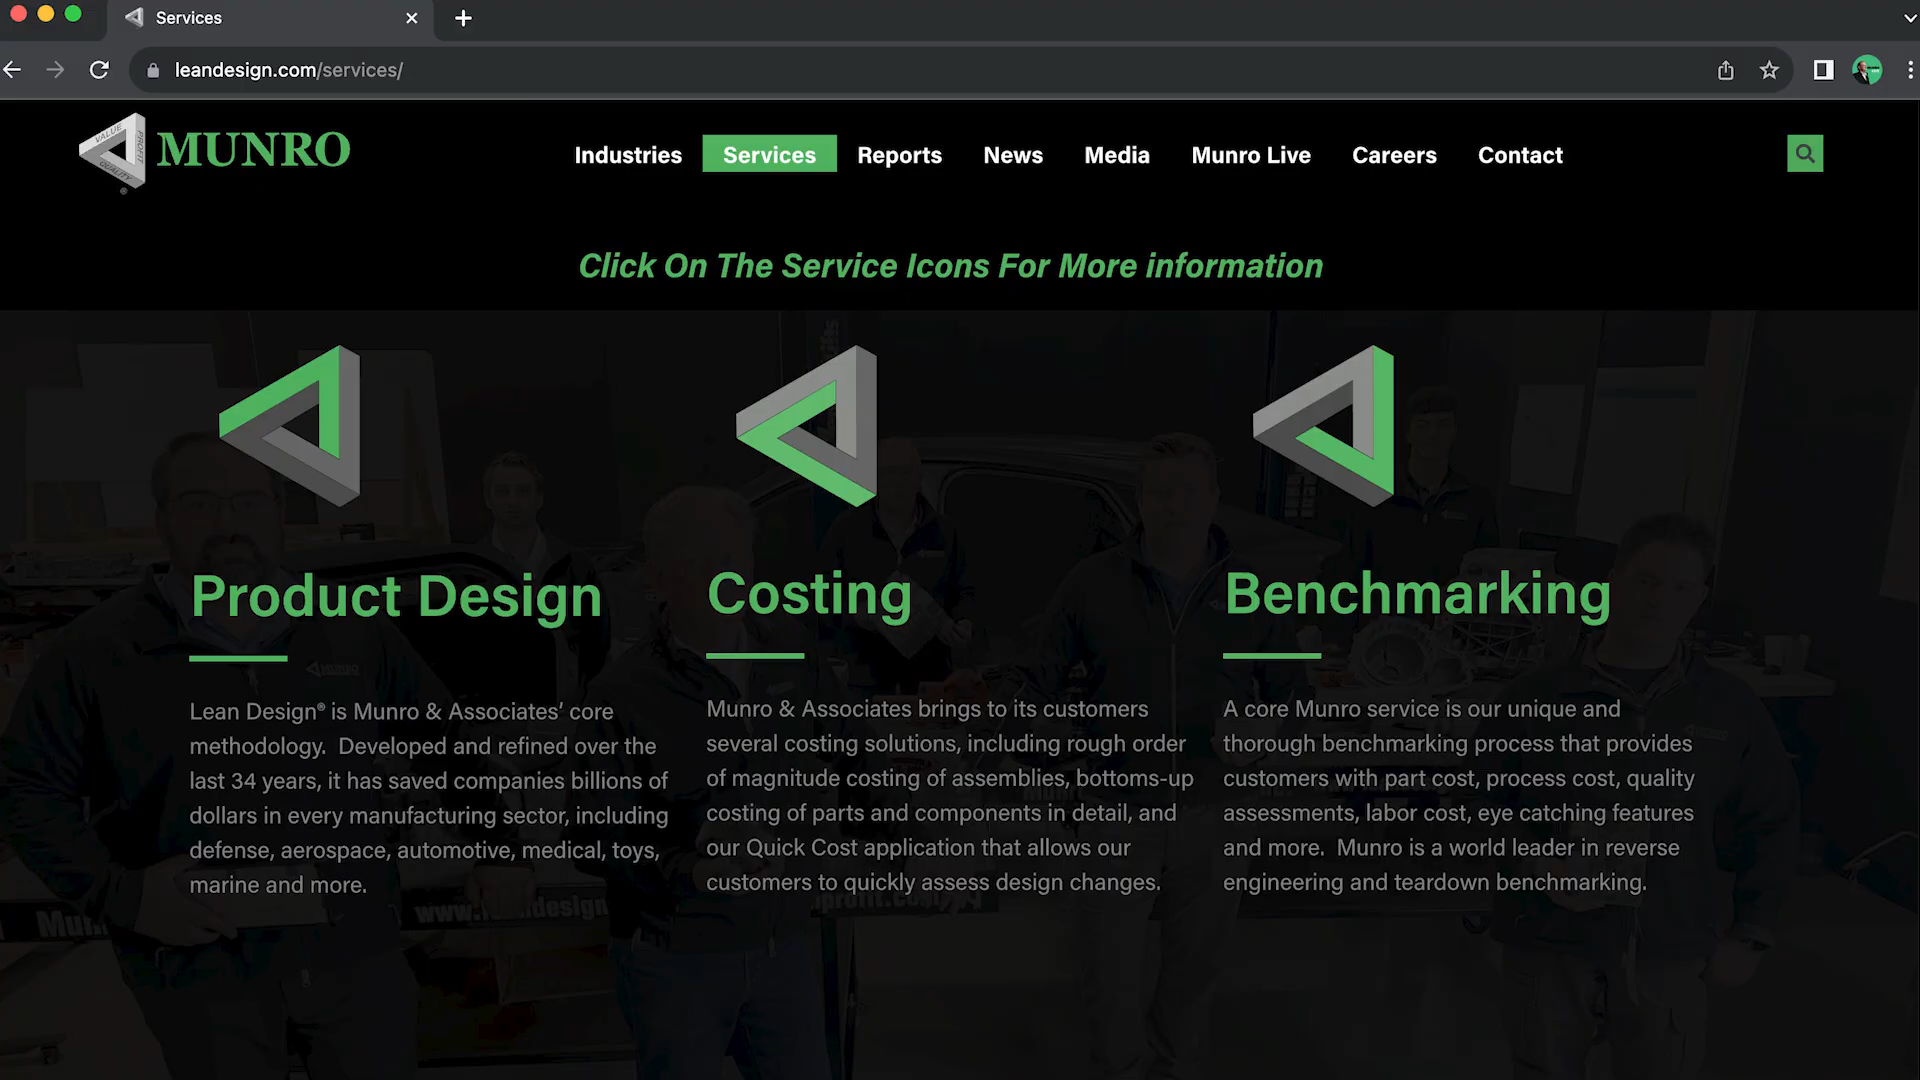 Services
leandesign.com/services/
VALUE
PROFIT
QUALITY
MUNRO
®
Industries
Services
Reports
News
Media
Munro Live
Careers
Contact
Click On The Service Icons For More information
Product Design
Lean Design® is Munro & Associates’ core
methodology. Developed and refined over the
last 34 years, it has saved companies billions of
dollars in every manufacturing sector, including
defense, aerospace, automotive, medical, toys,
marine and more.
Costing
Munro & Associates brings to its customers
several costing solutions, including rough order
of magnitude costing of assemblies, bottoms-up
costing of parts and components in detail, and
our Quick Cost application that allows our
customers to quickly assess design changes.
Benchmarking
A core Munro service is our unique and
thorough benchmarking process that provides
customers with part cost, process cost, quality
assessments, labor cost, eye catching features
and more. Munro is a world leader in reverse
engineering and teardown benchmarking.
MUNRO